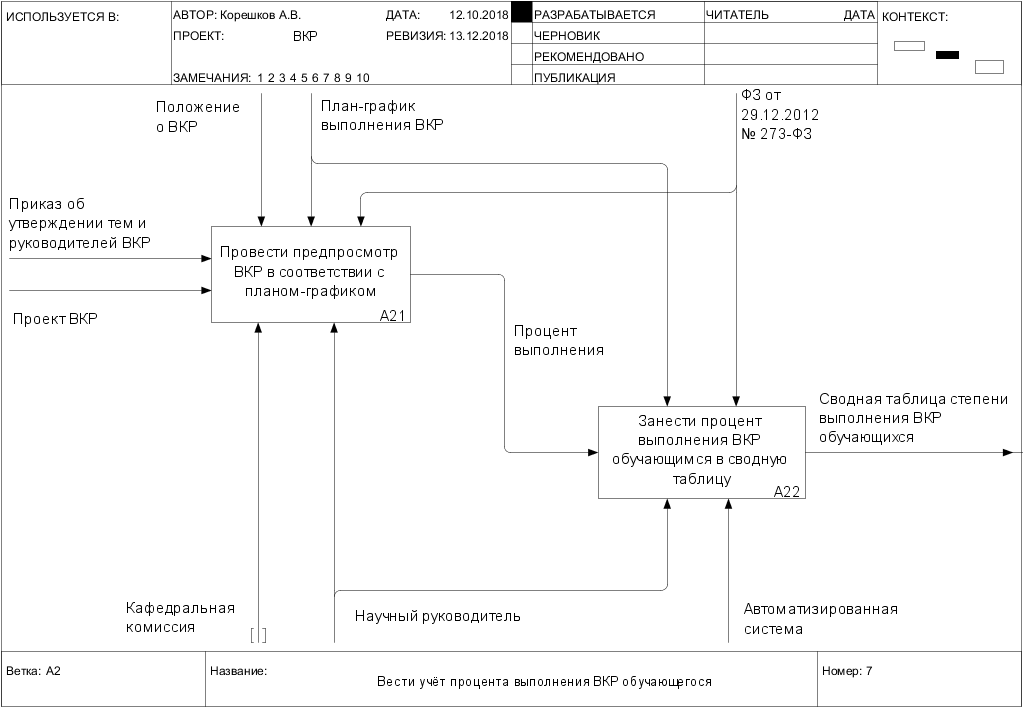 ИСПОЛЬЗУЕТСЯ В:
АВТОР: Корешков А.В.
ДАТА: 12.10.2018
ПРОЕКТ: ВКР
РЕВИЗИЯ: 13.12.2018
ЗАМЕЧАНИЯ: 1 2 3 4 5 6 7 8 9 10
РАЗРАБАТЫВАЕТСЯ
ЧЕРНОВИК
РЕКОМЕНДОВАНО
ПУБЛИКАЦИЯ
ЧИТАТЕЛЬ ДАТА
КОНТЕКСТ:
Положение
о ВКР
План-график
выполнения ВКР
ФЗ от
29.12.2012
№ 273-ФЗ
Приказ об
утверждении тем и
руководителей ВКР
Проект ВКР
Провести предпросмотр
ВКР в соответствии с
планом-графиком
А21
Процент
выполнения
Занести процент
выполнения ВКР
обучающимся в сводную
таблицу
А22
Сводная таблица степени
выполнения ВКР
обучающихся
Кафедральная
комиссия
Научный руководитель
Автоматизированная
система
Ветка: А2
Название:
Вести учёт процента выполнения ВКР обучающегося
Номер: 7